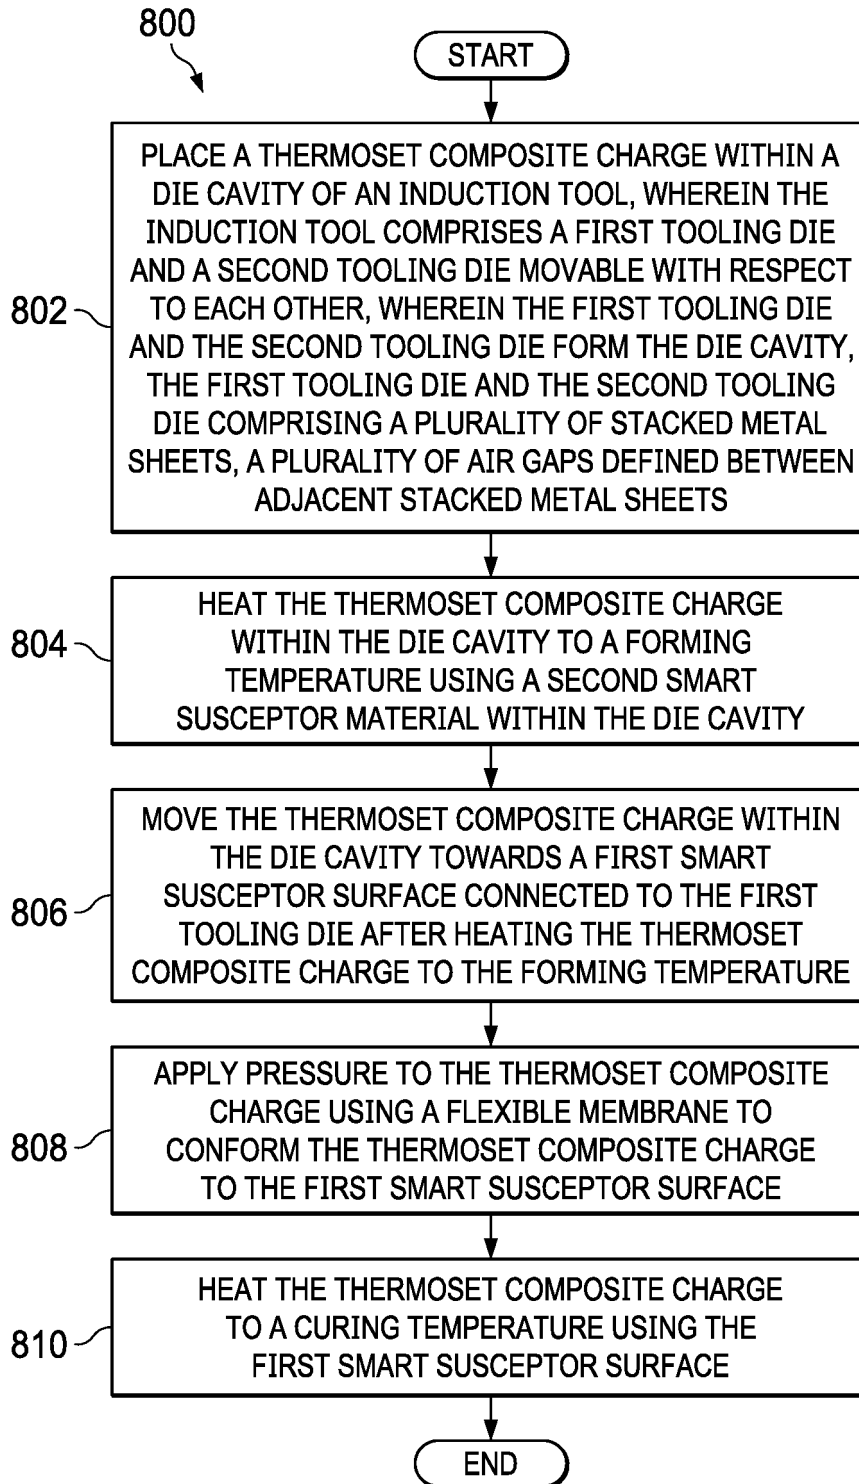 800
START
802
PLACE A THERMOSET COMPOSITE CHARGE WITHIN A
DIE CAVITY OF AN INDUCTION TOOL, WHEREIN THE
INDUCTION TOOL COMPRISES A FIRST TOOLING DIE
AND A SECOND TOOLING DIE MOVABLE WITH RESPECT
TO EACH OTHER, WHEREIN THE FIRST TOOLING DIE
AND THE SECOND TOOLING DIE FORM THE DIE CAVITY,
THE FIRST TOOLING DIE AND THE SECOND TOOLING
DIE COMPRISING A PLURALITY OF STACKED METAL
SHEETS, A PLURALITY OF AIR GAPS DEFINED BETWEEN
ADJACENT STACKED METAL SHEETS
804
HEAT THE THERMOSET COMPOSITE CHARGE
WITHIN THE DIE CAVITY TO A FORMING
TEMPERATURE USING A SECOND SMART
SUSCEPTOR MATERIAL WITHIN THE DIE CAVITY
806
MOVE THE THERMOSET COMPOSITE CHARGE WITHIN
THE DIE CAVITY TOWARDS A FIRST SMART
SUSCEPTOR SURFACE CONNECTED TO THE FIRST
TOOLING DIE AFTER HEATING THE THERMOSET
COMPOSITE CHARGE TO THE FORMING TEMPERATURE
808
APPLY PRESSURE TO THE THERMOSET COMPOSITE
CHARGE USING A FLEXIBLE MEMBRANE TO
CONFORM THE THERMOSET COMPOSITE CHARGE
TO THE FIRST SMART SUSCEPTOR SURFACE
810
HEAT THE THERMOSET COMPOSITE CHARGE
TO A CURING TEMPERATURE USING THE
FIRST SMART SUSCEPTOR SURFACE
END